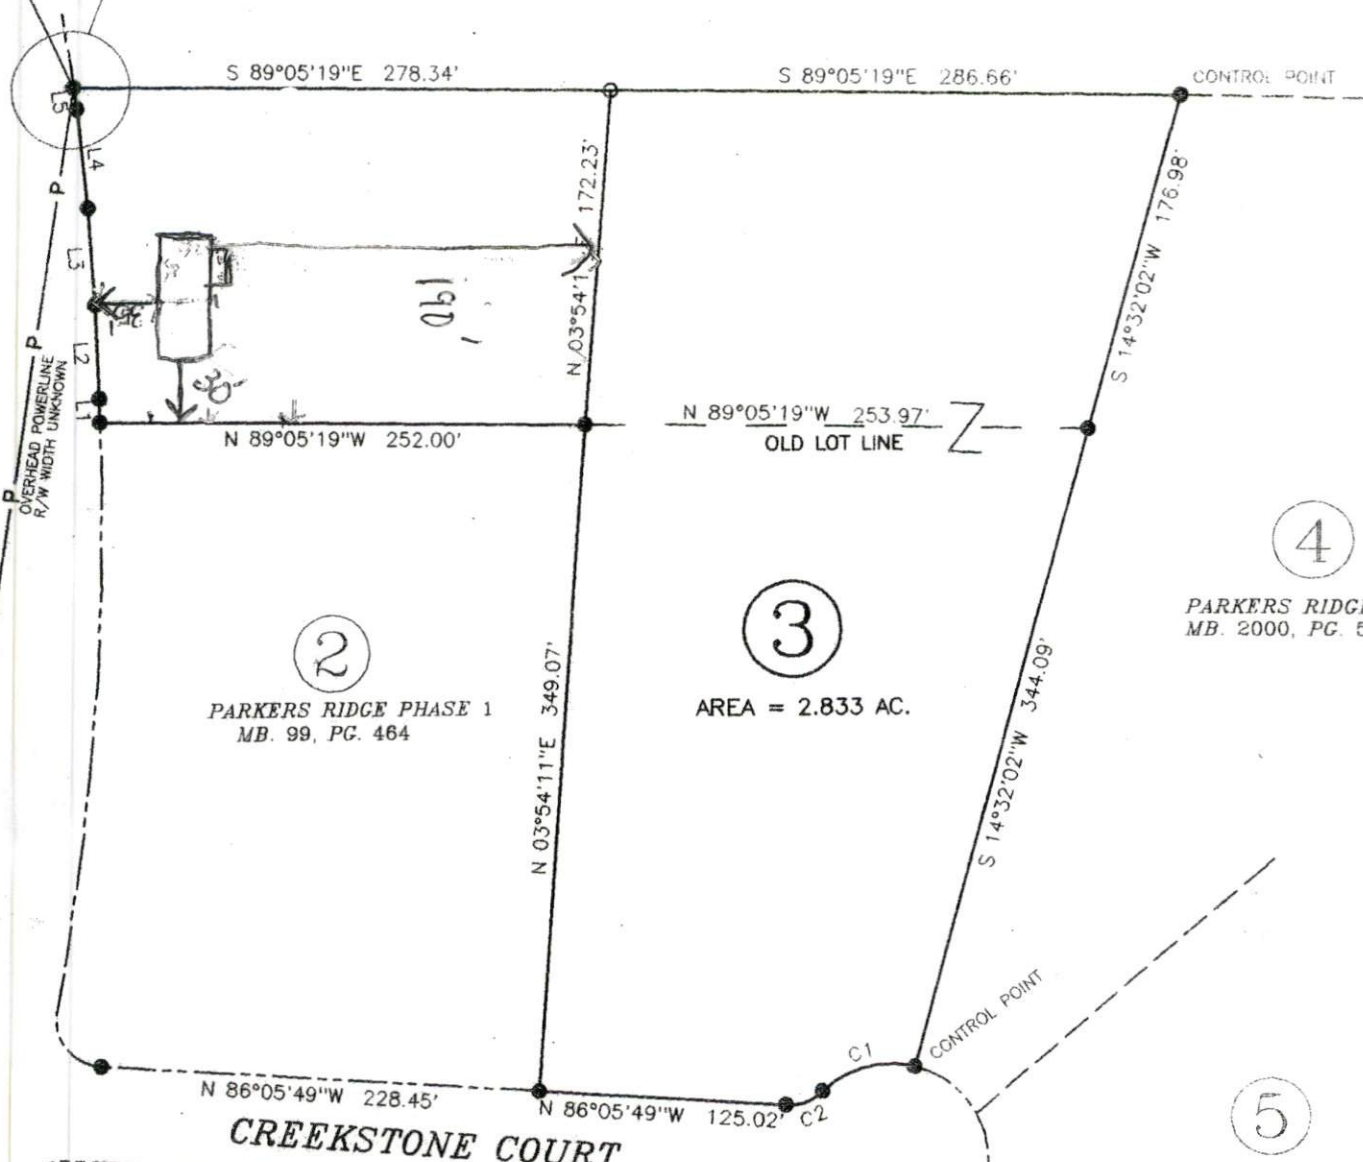 S 89°05'19"E 278.34'
S 89°05'19"E 286.66'
CONTROL POINT
L5
L4
L3
L2
L1
P
P
P
OVERHEAD POWERLINE
R/W WIDTH UNKNOWN
172.23'
N 03°54'1
35'
190'
30'
S 14°32'02"W 176.98'
N 89°05'19"W 252.00'
N 89°05'19"W 253.97'
OLD LOT LINE
Z
2
PARKERS RIDGE PHASE 1
MB. 99, PG. 464
N 03°54'11"E 349.07'
3
AREA = 2.833 AC.
S 14°32'02"W 344.09'
4
PARKERS RIDGE
MB. 2000, PG. 5
CONTROL POINT
C1
C2
N 86°05'49"W 228.45'
N 86°05'49"W 125.02'
CREEKSTONE COURT
5